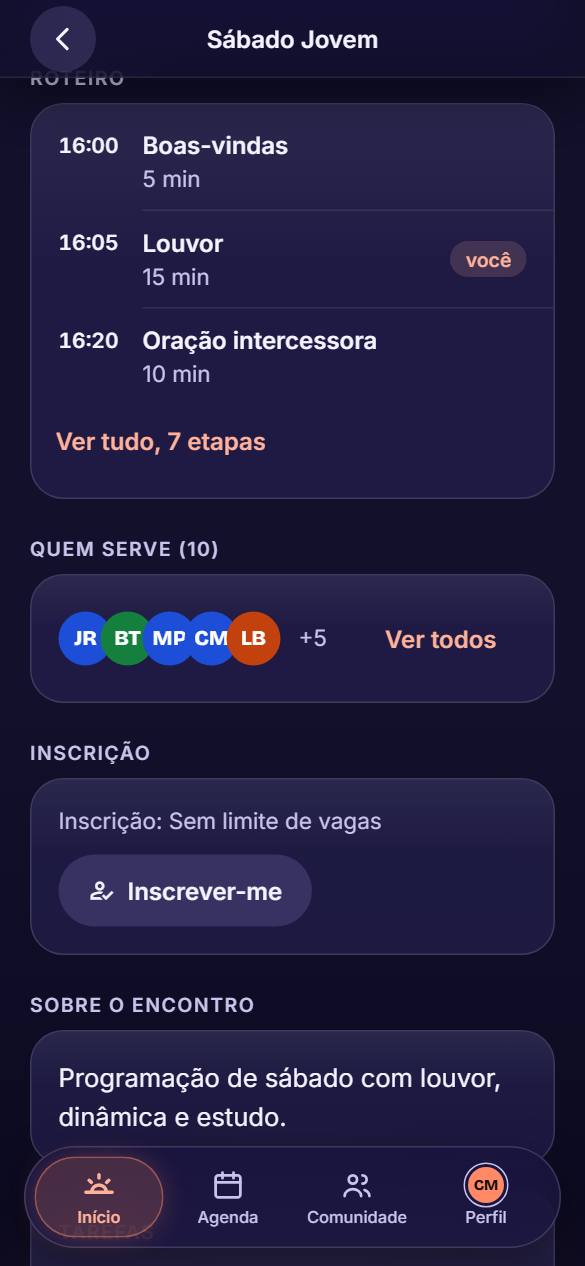 Sábado Jovem
ROTEIRO
16:00 Boas-vindas
5 min
16:05 Louvor
15 min
você
16:20 Oração intercessora
10 min
Ver tudo, 7 etapas
QUEM SERVE (10)
JR BT MP CM LB +5 Ver todos
INSCRIÇÃO
Inscrição: Sem limite de vagas
Inscrever-me
SOBRE O ENCONTRO
Programação de sábado com louvor,
dinâmica e estudo.
CM
Início Agenda Comunidade Perfil
TAREFAS